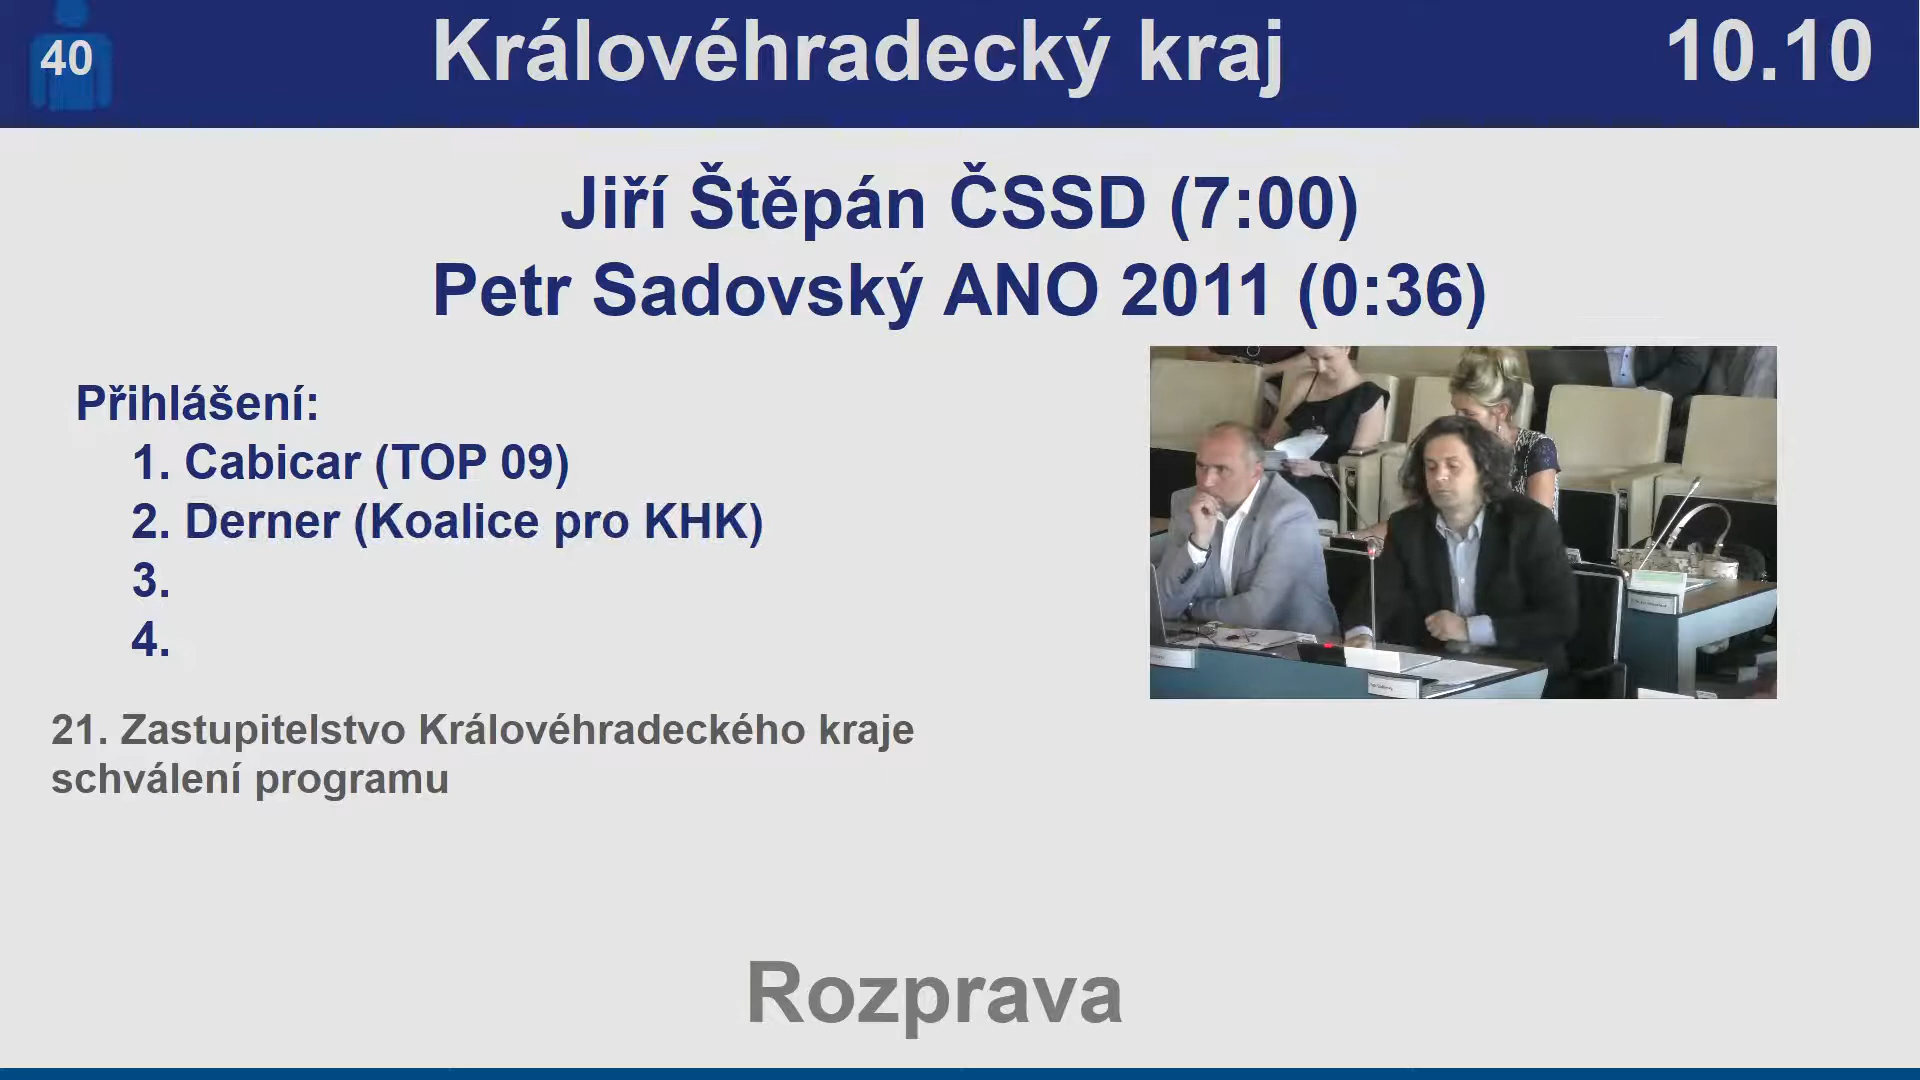 40
Královéhradecký kraj
10.10
Jiří Štěpán ČSSD (7:00)
Petr Sadovský ANO 2011 (0:36)
Přihlášení:
1. Cabicar (TOP 09)
2. Derner (Koalice pro KHK)
3.
4.
21. Zastupitelstvo Královéhradeckého kraje
schválení programu
Rozprava